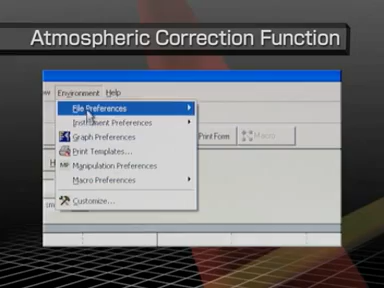 Atmospheric Correction Function
Environment Help
File Preferences
Instrument Preferences
Graph Preferences
Print Form
Macro
Print Templates...
MP Manipulation Preferences
Macro Preferences
Customize...